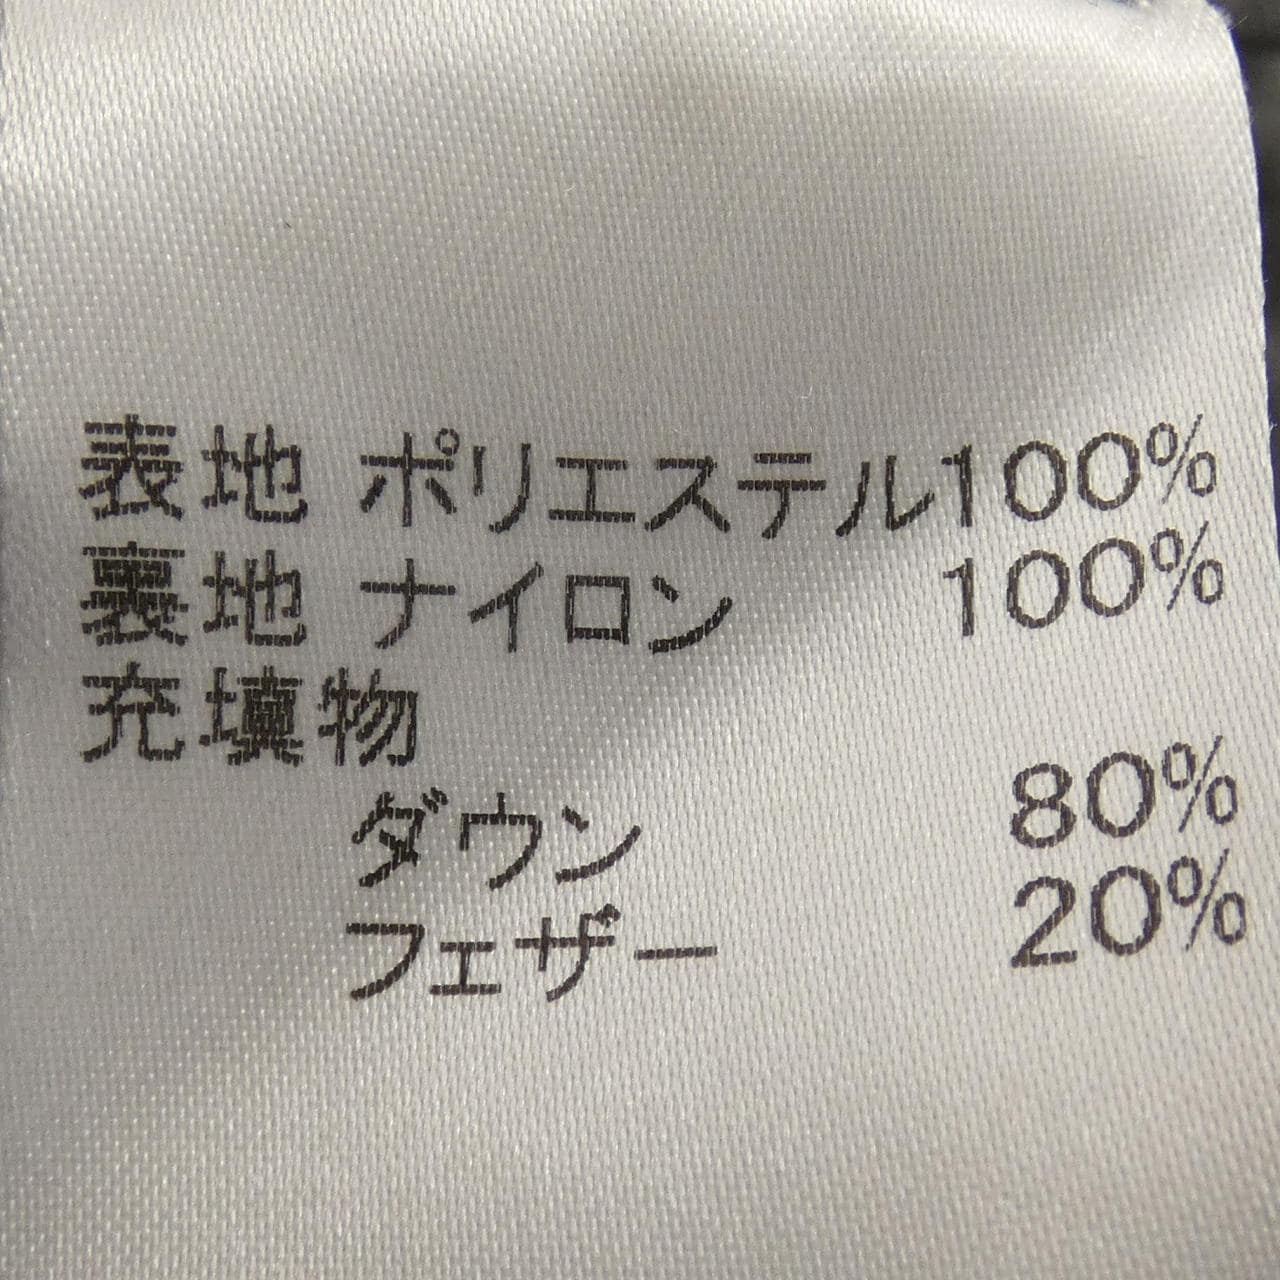 表地 ポリエステル100%
裏地 ナイロン 100%
充填物
ダウン 80%
フェザー 20%